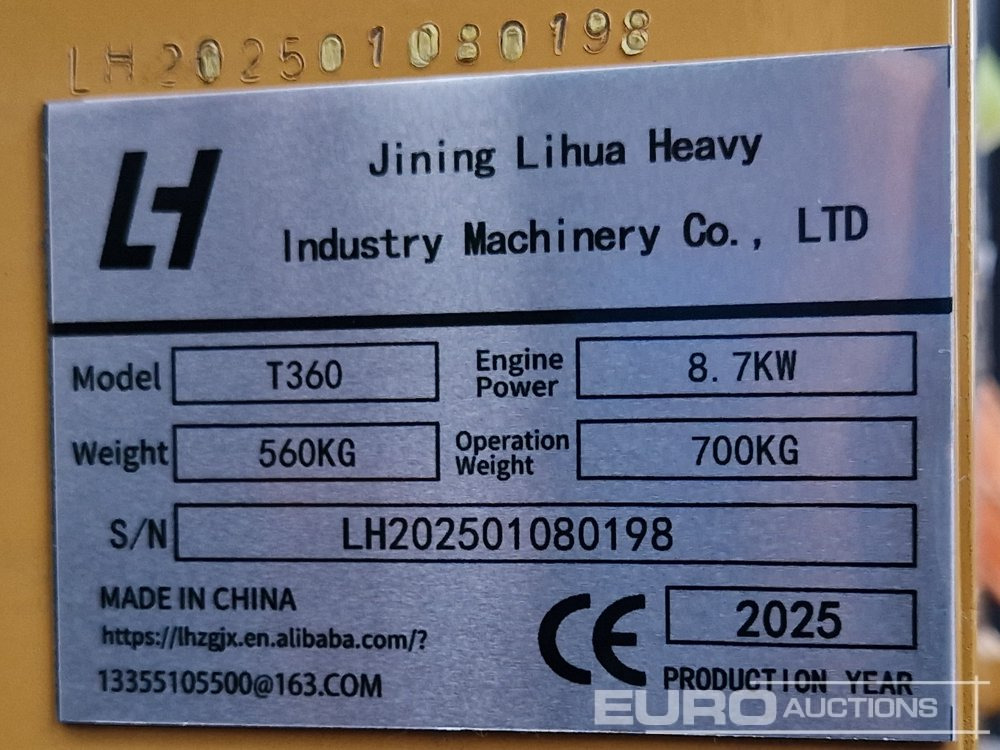 LH202501080198
LH
Jining Lihua Heavy
Industry Machinery Co., LTD
Model T360
Engine Power 8.7KW
Weight 560KG
Operation Weight 700KG
S/N LH202501080198
MADE IN CHINA
https://lhzgjx.en.alibaba.com/?
13355105500@163.COM
CE
2025
PRODUCTION YEAR
EURO AUCTIONS